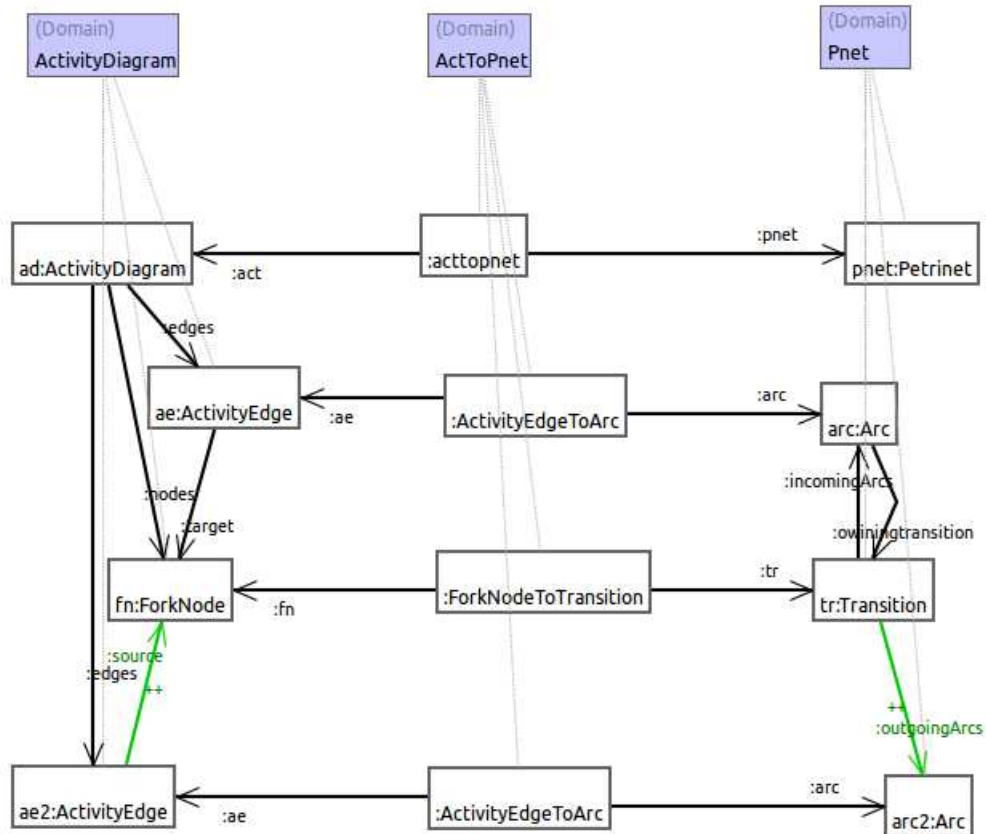 (Domain)
ActivityDiagram
(Domain)
ActToPnet
(Domain)
Pnet
ad:ActivityDiagram
:act
:acttopnet
:pnet
pnet:Petrinet
:edges
ae:ActivityEdge
:ae
:ActivityEdgeToArc
:arc
arc:Arc
:nodes
:target
:incomingArcs
:owiningtransition
fn:ForkNode
:fn
:ForkNodeToTransition
:tr
tr:Transition
:source
:edges
++
++
:outgoingArcs
ae2:ActivityEdge
:ae
:ActivityEdgeToArc
:arc
arc2:Arc